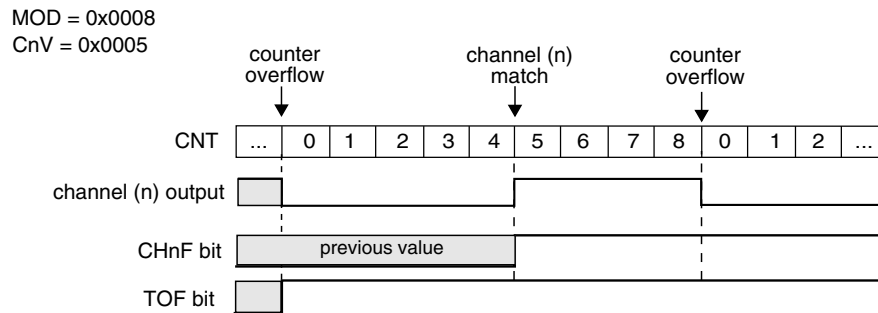 MOD = 0x0008
CnV = 0x0005
counter overflow
channel (n) match
counter overflow
CNT ... 0 1 2 3 4 5 6 7 8 0 1 2 ...
channel (n) output
CHnF bit previous value
TOF bit